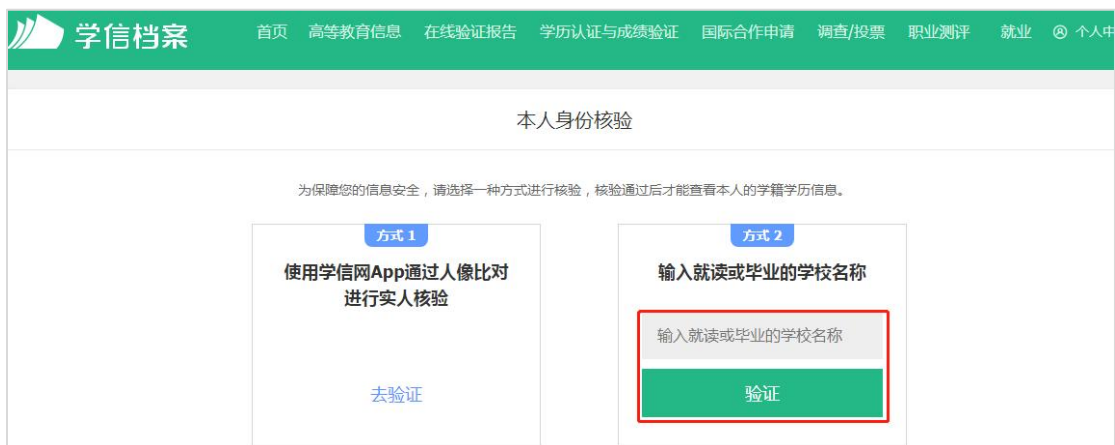 学信档案 首页 高等教育信息 在线验证报告 学历认证与成绩验证 国际合作申请 调查/投票 职业测评 就业 个人中
本人身份核验
为保障您的信息安全，请选择一种方式进行核验，核验通过后才能查看本人的学籍学历信息。
方式 1
使用学信网App通过人像比对
进行实人核验
去验证
方式 2
输入就读或毕业的学校名称
输入就读或毕业的学校名称
验证